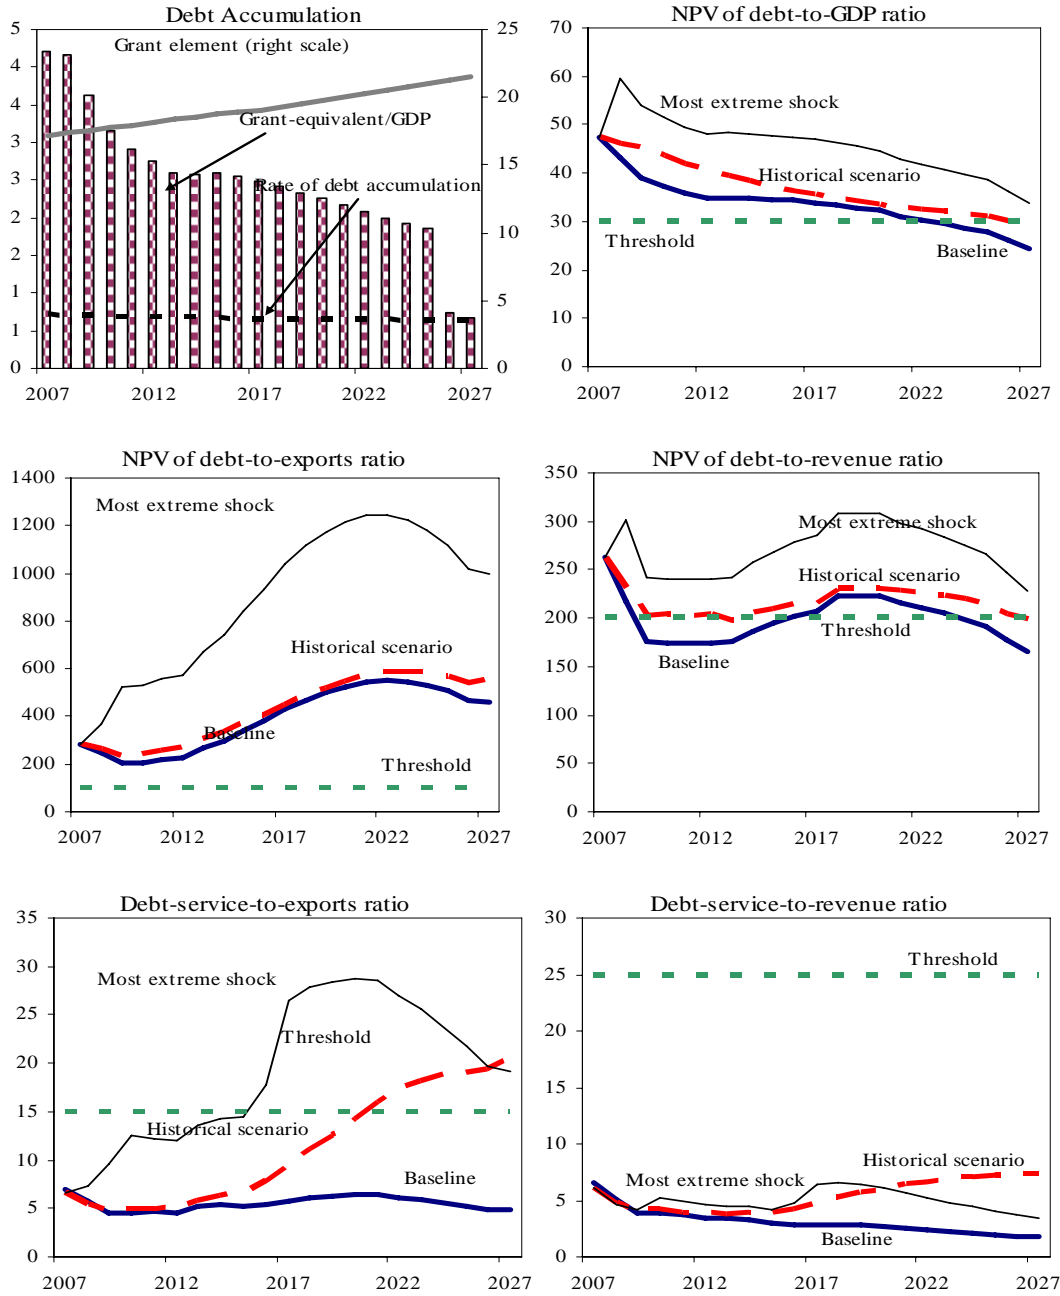 Debt Accumulation
5
4
4
3
3
2
2
1
1
0
25
20
15
10
5
0
Grant element (right scale)
Grant-equivalent/GDP
Rate of debt accumulation
2007 2012 2017 2022 2027
NPV of debt-to-GDP ratio
70
60
50
40
30
20
10
0
Most extreme shock
Historical scenario
Threshold
Baseline
2007 2012 2017 2022 2027
NPV of debt-to-exports ratio
1400
1200
1000
800
600
400
200
0
Most extreme shock
Historical scenario
Baseline
Threshold
2007 2012 2017 2022 2027
NPV of debt-to-revenue ratio
350
300
250
200
150
100
50
0
Most extreme shock
Historical scenario
Threshold
Baseline
2007 2012 2017 2022 2027
Debt-service-to-exports ratio
35
30
25
20
15
10
5
0
Most extreme shock
Threshold
Historical scenario
Baseline
2007 2012 2017 2022 2027
Debt-service-to-revenue ratio
30
25
20
15
10
5
0
Threshold
Historical scenario
Most extreme shock
Baseline
2007 2012 2017 2022 2027